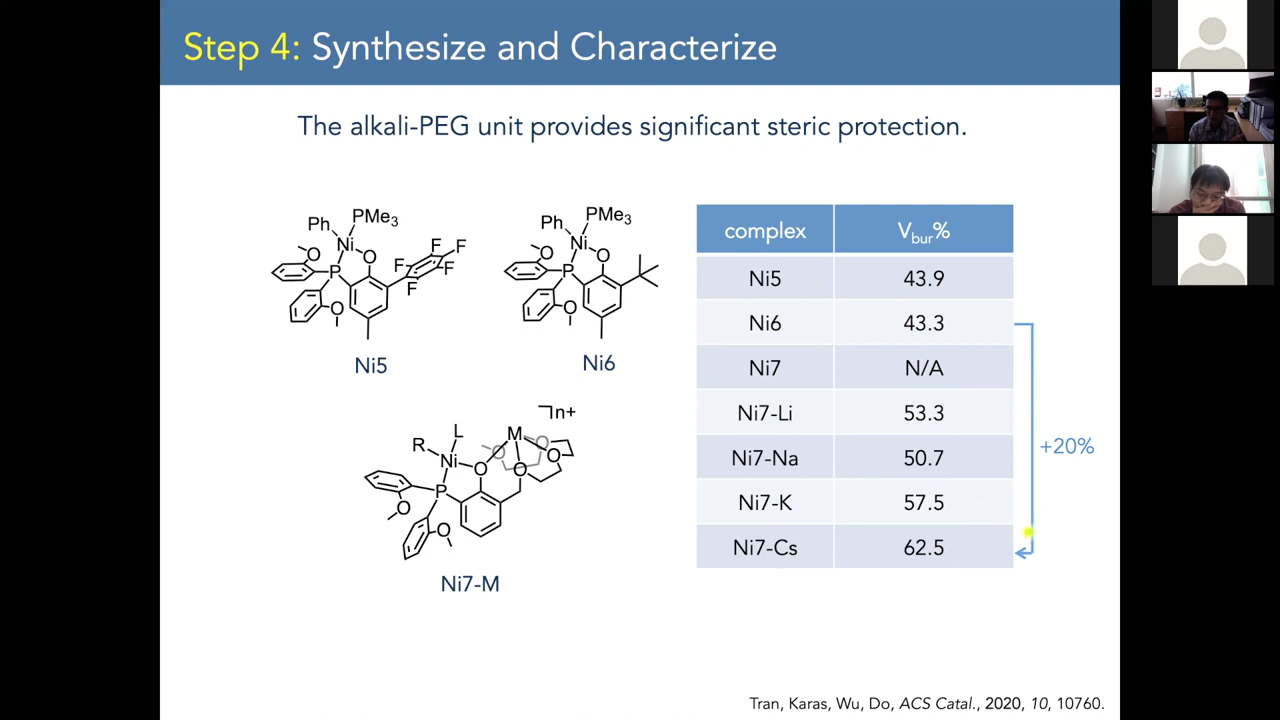 Step 4: Synthesize and Characterize
The alkali-PEG unit provides significant steric protection.
Ph PMe3
Ni
O
O
P
O
F
F
F
F
F
Ni5
Ph PMe3
Ni
O
O
P
O
Ni6
]n+
R L M
Ni O O O O O
P
O
O
Ni7-M
complex Vbur%
Ni5 43.9
Ni6 43.3
Ni7 N/A
Ni7-Li 53.3
Ni7-Na 50.7
Ni7-K 57.5
Ni7-Cs 62.5
+20%
Tran, Karas, Wu, Do, ACS Catal., 2020, 10, 10760.